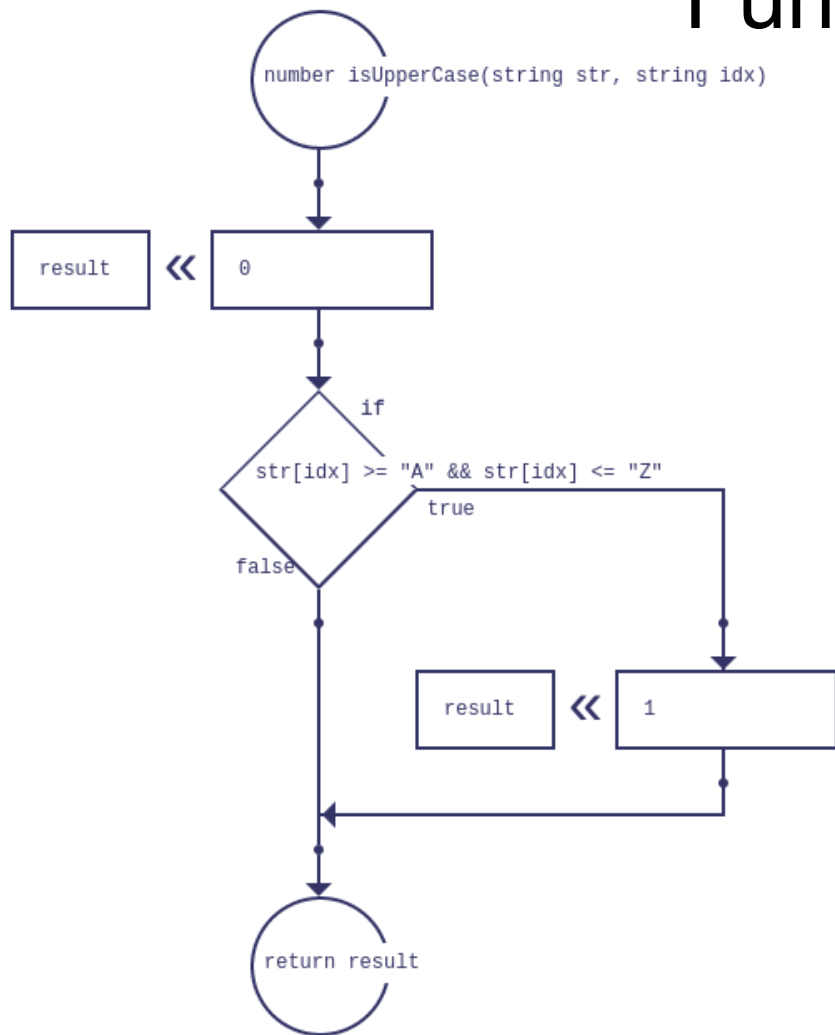 number isUpperCase(string str, string idx)
result « 0
if
str[idx] >= "A" && str[idx] <= "Z"
true
false
result « 1
return result